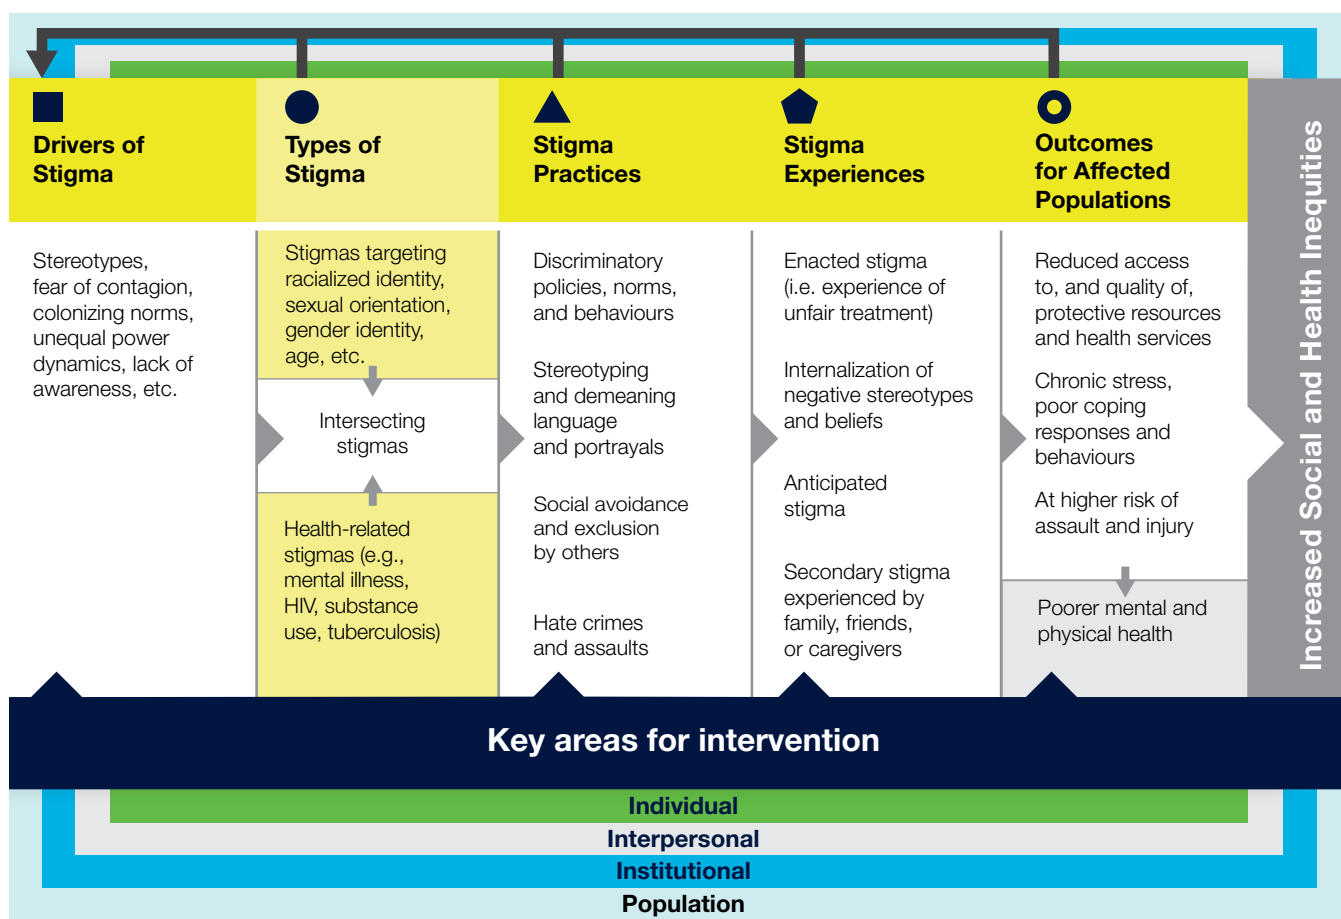 Drivers of
Stigma
Stereotypes,
fear of contagion,
colonizing norms,
unequal power
dynamics, lack of
awareness, etc.
Types of
Stigma
Stigmas targeting
racialized identity,
sexual orientation,
gender identity,
age, etc.
Intersecting
stigmas
Health-related
stigmas (e.g.,
mental illness,
HIV, substance
use, tuberculosis)
Stigma
Practices
Discriminatory
policies, norms,
and behaviours
Stereotyping
and demeaning
language
and portrayals
Social avoidance
and exclusion
by others
Hate crimes
and assaults
Stigma
Experiences
Enacted stigma
(i.e. experience of
unfair treatment)
Internalization of
negative stereotypes
and beliefs
Anticipated
stigma
Secondary stigma
experienced by
family, friends,
or caregivers
Outcomes
for Affected
Populations
Reduced access
to, and quality of,
protective resources
and health services
Chronic stress,
poor coping
responses and
behaviours
At higher risk of
assault and injury
Poorer mental and
physical health
Increased Social and Health Inequities
Key areas for intervention
Individual
Interpersonal
Institutional
Population